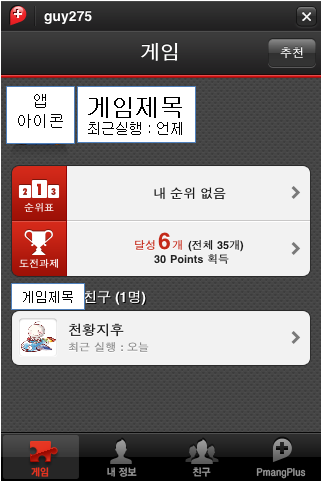 guy275
게임
추천
앱
아이콘
게임제목
최근실행 : 언제
1 2 3
순위표
내 순위 없음
도전과제
달성 6개 (전체 35개)
30 Points 획득
게임제목 친구 (1명)
천황지후
최근 실행 : 오늘
게임
내 정보
친구
PmangPlus